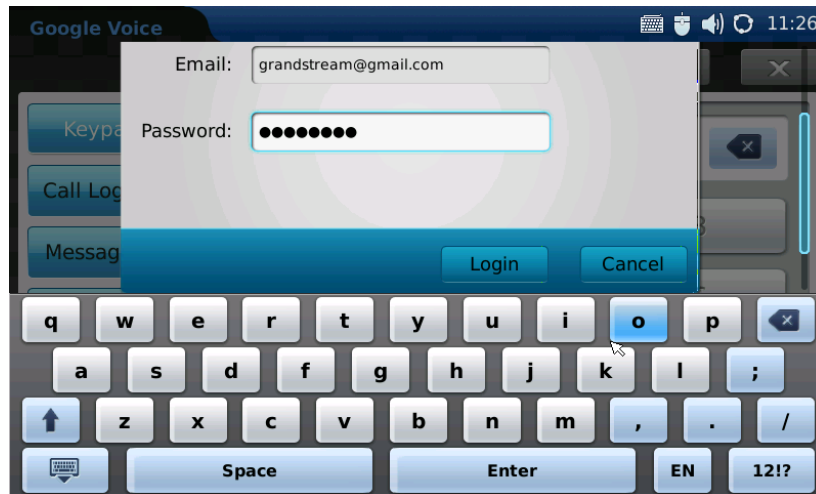 Google Voice 11:26
Email: grandstream@gmail.com
Keypa
Password: ●●●●●●●●
Call Log
Messag
Login Cancel
q w e r t y u i o p
a s d f g h j k l ;
z x c v b n m , . /
Space Enter EN 12!?